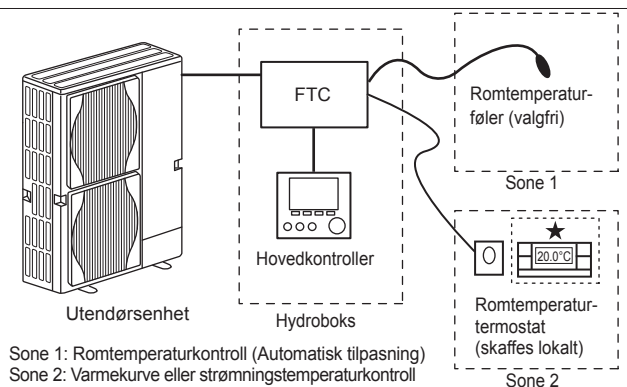 FTC
Romtemperatur-
føler (valgfri)
Sone 1
20.0°C
Hovedkontroller
Romtemperatur-
termostat
(skaffes lokalt)
Utendørsenhet
Hydroboks
Sone 2
Sone 1: Romtemperaturkontroll (Automatisk tilpasning)
Sone 2: Varmekurve eller strømningstemperaturkontroll